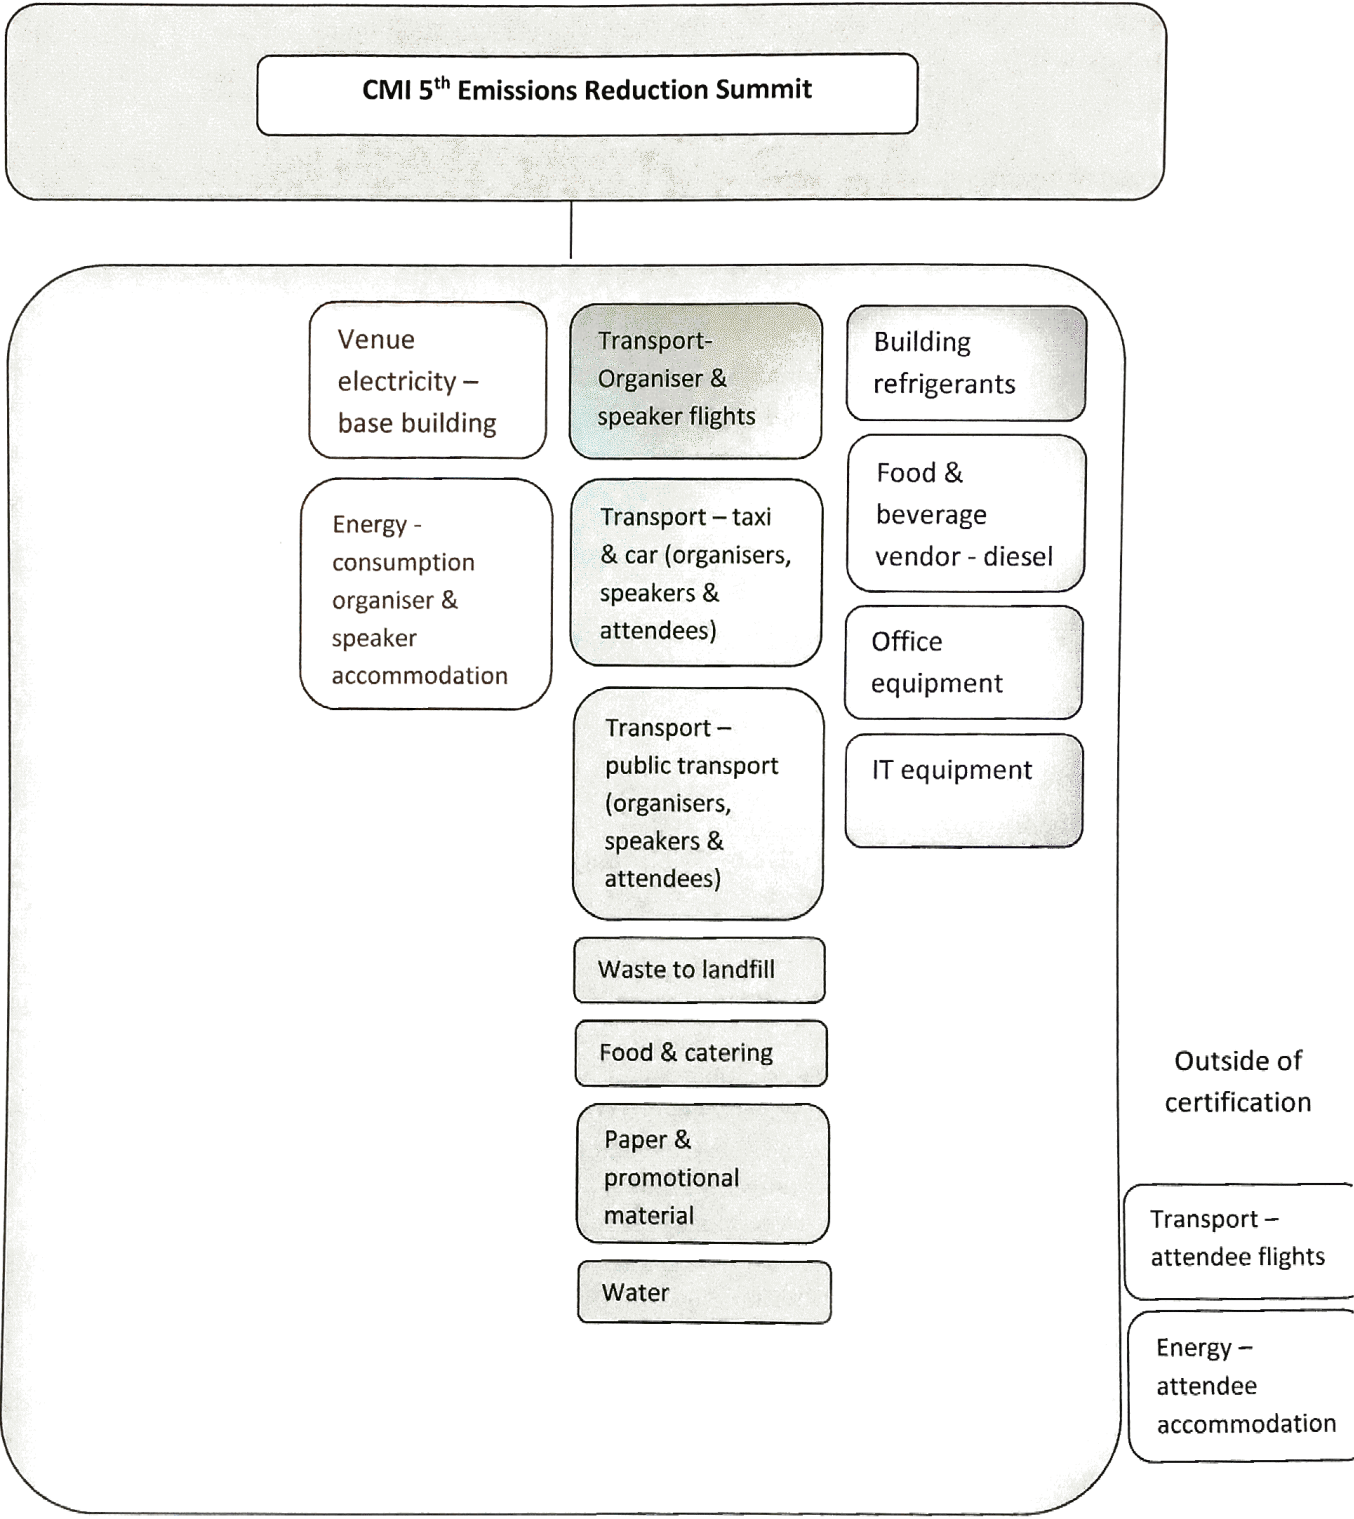 CMI 5th Emissions Reduction Summit
Venue
electricity –
base building
Energy -
consumption
organiser &
speaker
accommodation
Transport-
Organiser &
speaker flights
Transport – taxi
& car (organisers,
speakers &
attendees)
Transport –
public transport
(organisers,
speakers &
attendees)
Waste to landfill
Food & catering
Paper &
promotional
material
Water
Building
refrigerants
Food &
beverage
vendor - diesel
Office
equipment
IT equipment
Outside of
certification
Transport –
attendee flights
Energy –
attendee
accommodation